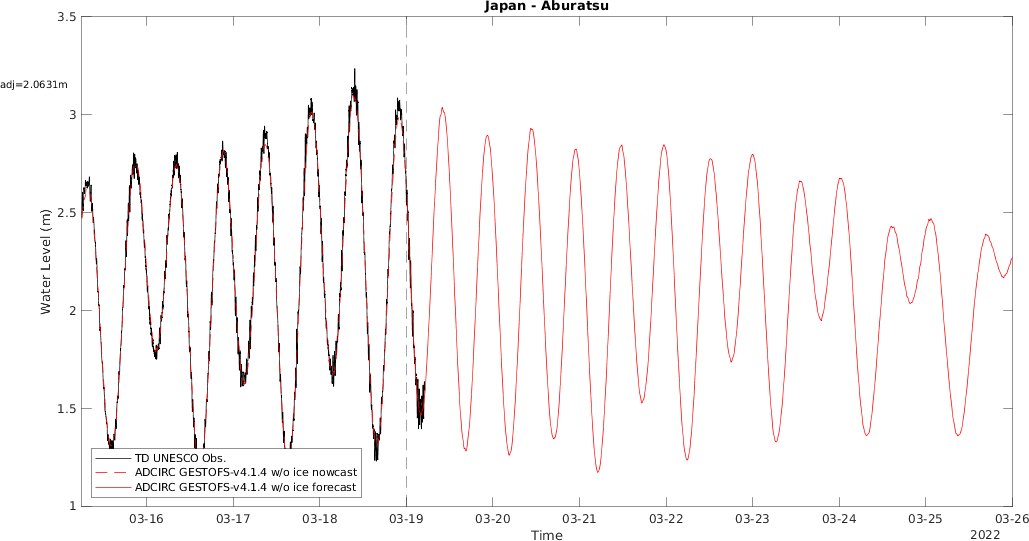 Japan - Aburatsu
adj=2.0631m
3.5
3
2.5
2
1.5
1
Water Level (m)
TD UNESCO Obs.
ADCIRC GESTOFS-v4.1.4 w/o ice nowcast
ADCIRC GESTOFS-v4.1.4 w/o ice forecast
03-16 03-17 03-18 03-19 03-20 03-21 03-22 03-23 03-24 03-25 03-26
Time
2022